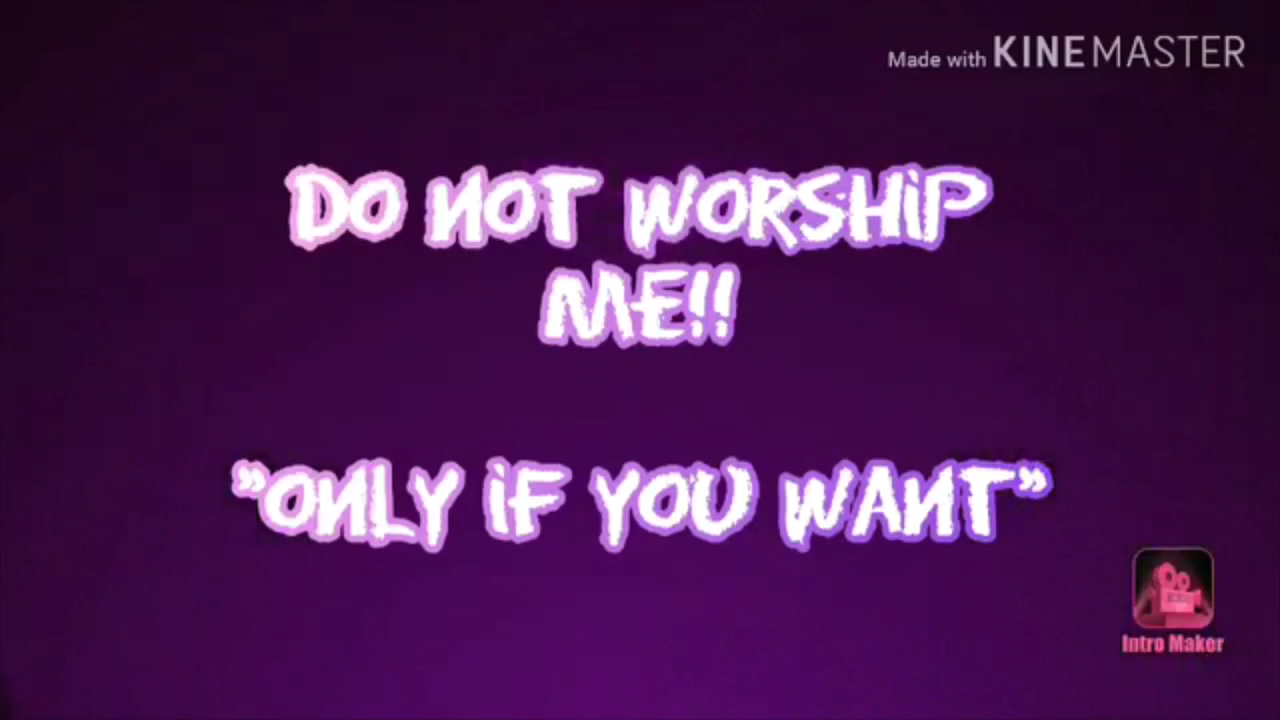 Made with KINEMASTER
DO NOT WORSHiP
ME!!
"ONLY iF YOU WANT"
Intro Maker